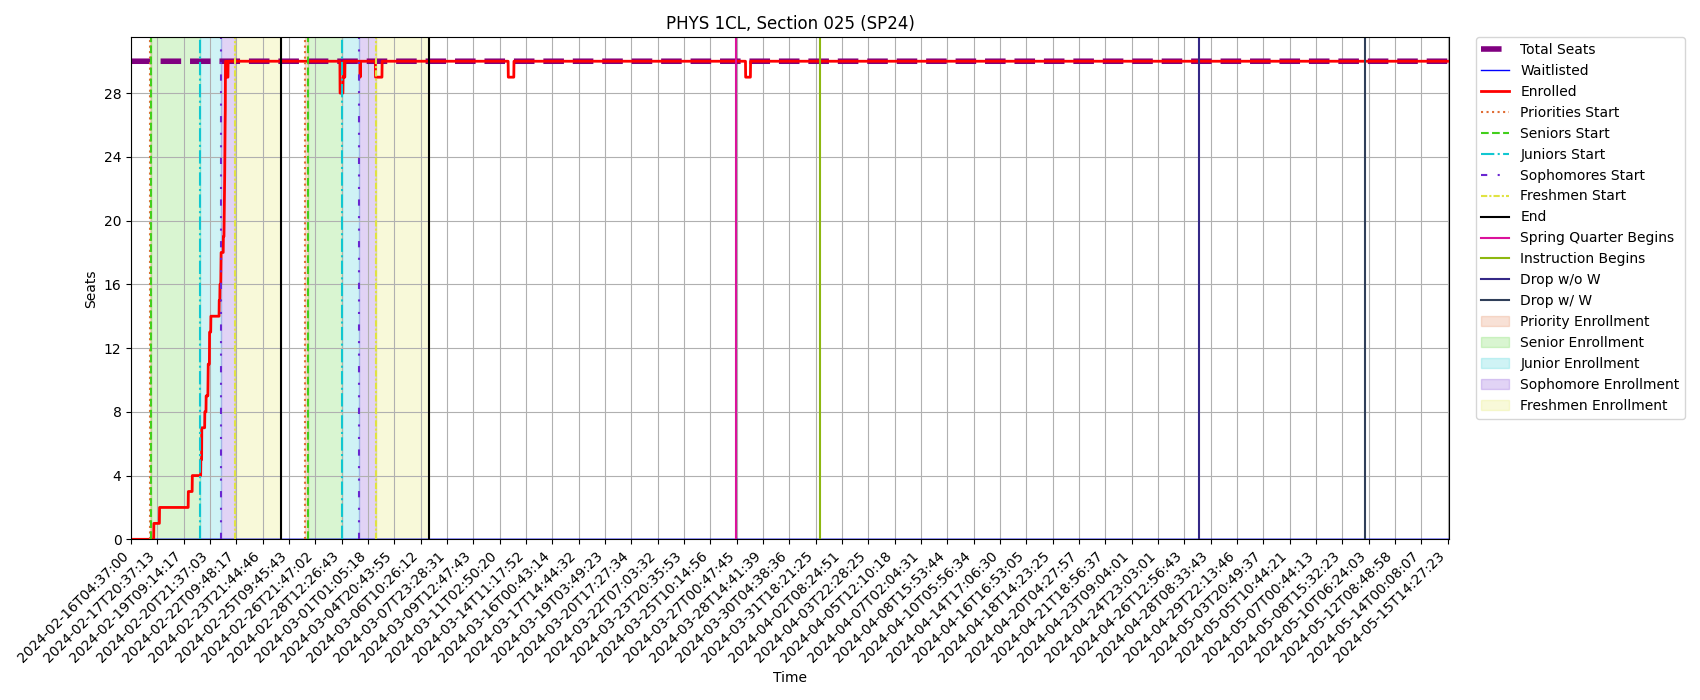 PHYS 1CL, Section 025 (SP24)
Seats
28
24
20
16
12
8
4
0
2024-02-16T04:37:00
2024-02-17T20:37:13
2024-02-19T09:14:17
2024-02-20T21:37:03
2024-02-22T09:48:17
2024-02-23T21:44:46
2024-02-25T09:45:43
2024-02-26T21:47:02
2024-02-28T12:26:43
2024-03-01T01:05:18
2024-03-04T20:43:55
2024-03-06T10:26:12
2024-03-07T23:28:31
2024-03-09T12:47:43
2024-03-11T02:50:20
2024-03-14T11:17:52
2024-03-16T00:43:14
2024-03-17T14:44:32
2024-03-19T03:49:23
2024-03-20T17:27:34
2024-03-22T07:03:32
2024-03-23T20:35:53
2024-03-25T10:14:56
2024-03-27T00:47:45
2024-03-28T14:41:39
2024-03-30T04:38:36
2024-03-31T18:21:25
2024-04-02T08:24:51
2024-04-03T22:28:25
2024-04-05T12:10:18
2024-04-07T02:04:31
2024-04-08T15:53:44
2024-04-10T05:56:34
2024-04-14T17:06:30
2024-04-16T16:53:05
2024-04-18T14:23:25
2024-04-20T04:27:57
2024-04-21T18:56:37
2024-04-23T09:04:01
2024-04-24T23:03:01
2024-04-26T12:56:43
2024-04-28T08:33:43
2024-04-29T22:13:46
2024-05-03T20:49:37
2024-05-05T10:44:21
2024-05-07T00:44:13
2024-05-08T15:32:23
2024-05-10T06:24:03
2024-05-12T08:48:58
2024-05-14T00:08:07
2024-05-15T14:27:23
Time
Total Seats
Waitlisted
Enrolled
Priorities Start
Seniors Start
Juniors Start
Sophomores Start
Freshmen Start
End
Spring Quarter Begins
Instruction Begins
Drop w/o W
Drop w/ W
Priority Enrollment
Senior Enrollment
Junior Enrollment
Sophomore Enrollment
Freshmen Enrollment